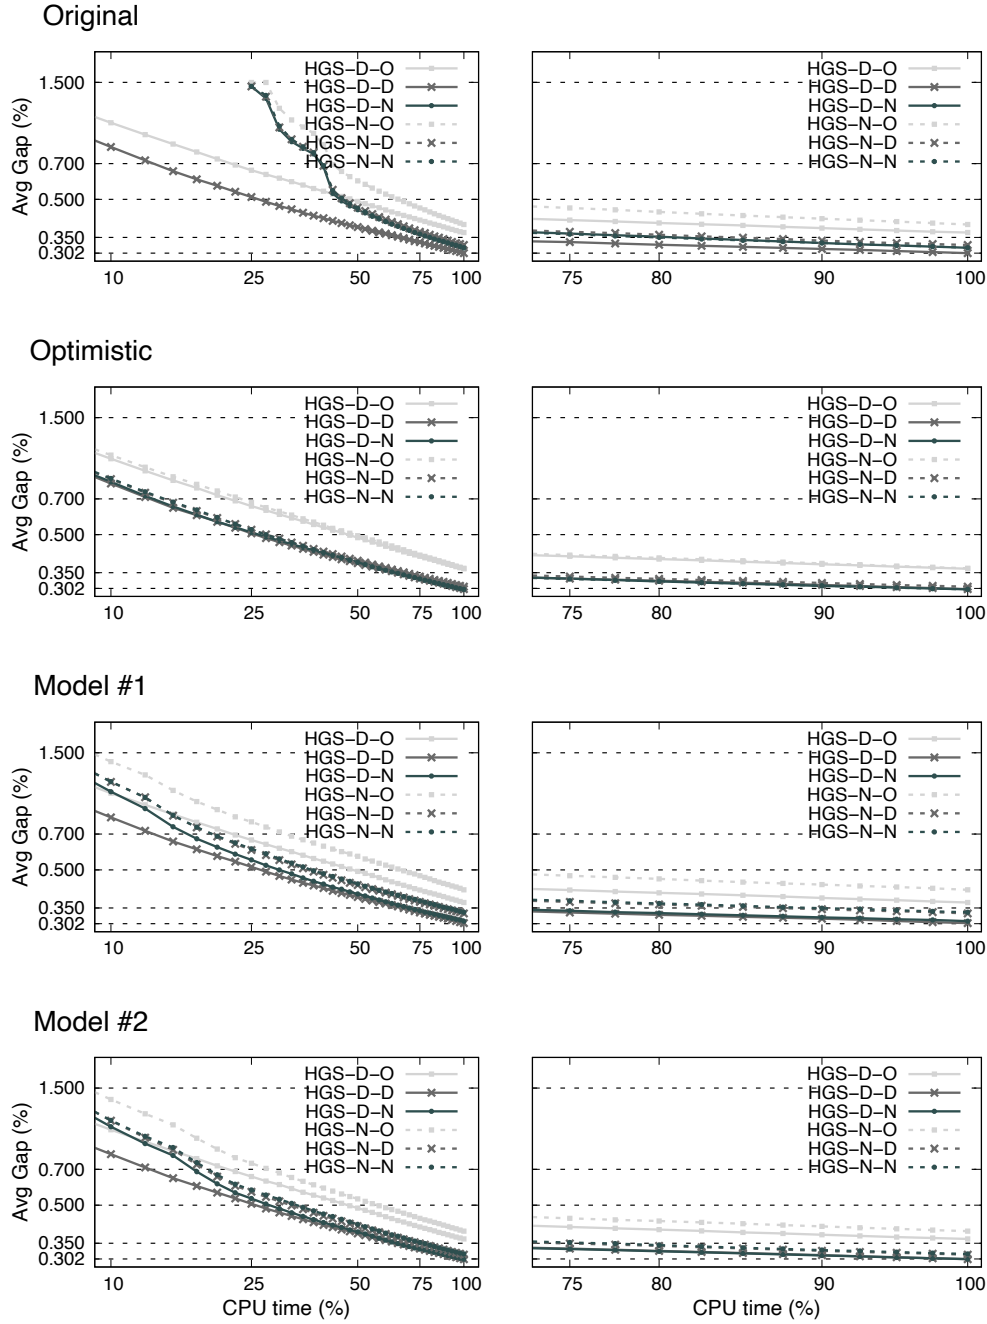 Original
Avg Gap (%)
1.500
0.700
0.500
0.350
0.302
HGS–D–O
HGS–D–D
HGS–D–N
HGS–N–O
HGS–N–D
HGS–N–N
10 25 50 75 100
HGS–D–O
HGS–D–D
HGS–D–N
HGS–N–O
HGS–N–D
HGS–N–N
75 80 90 100
Optimistic
Avg Gap (%)
1.500
0.700
0.500
0.350
0.302
HGS–D–O
HGS–D–D
HGS–D–N
HGS–N–O
HGS–N–D
HGS–N–N
10 25 50 75 100
HGS–D–O
HGS–D–D
HGS–D–N
HGS–N–O
HGS–N–D
HGS–N–N
75 80 90 100
Model #1
Avg Gap (%)
1.500
0.700
0.500
0.350
0.302
HGS–D–O
HGS–D–D
HGS–D–N
HGS–N–O
HGS–N–D
HGS–N–N
10 25 50 75 100
HGS–D–O
HGS–D–D
HGS–D–N
HGS–N–O
HGS–N–D
HGS–N–N
75 80 90 100
Model #2
Avg Gap (%)
1.500
0.700
0.500
0.350
0.302
HGS–D–O
HGS–D–D
HGS–D–N
HGS–N–O
HGS–N–D
HGS–N–N
10 25 50 75 100
CPU time (%)
HGS–D–O
HGS–D–D
HGS–D–N
HGS–N–O
HGS–N–D
HGS–N–N
75 80 90 100
CPU time (%)